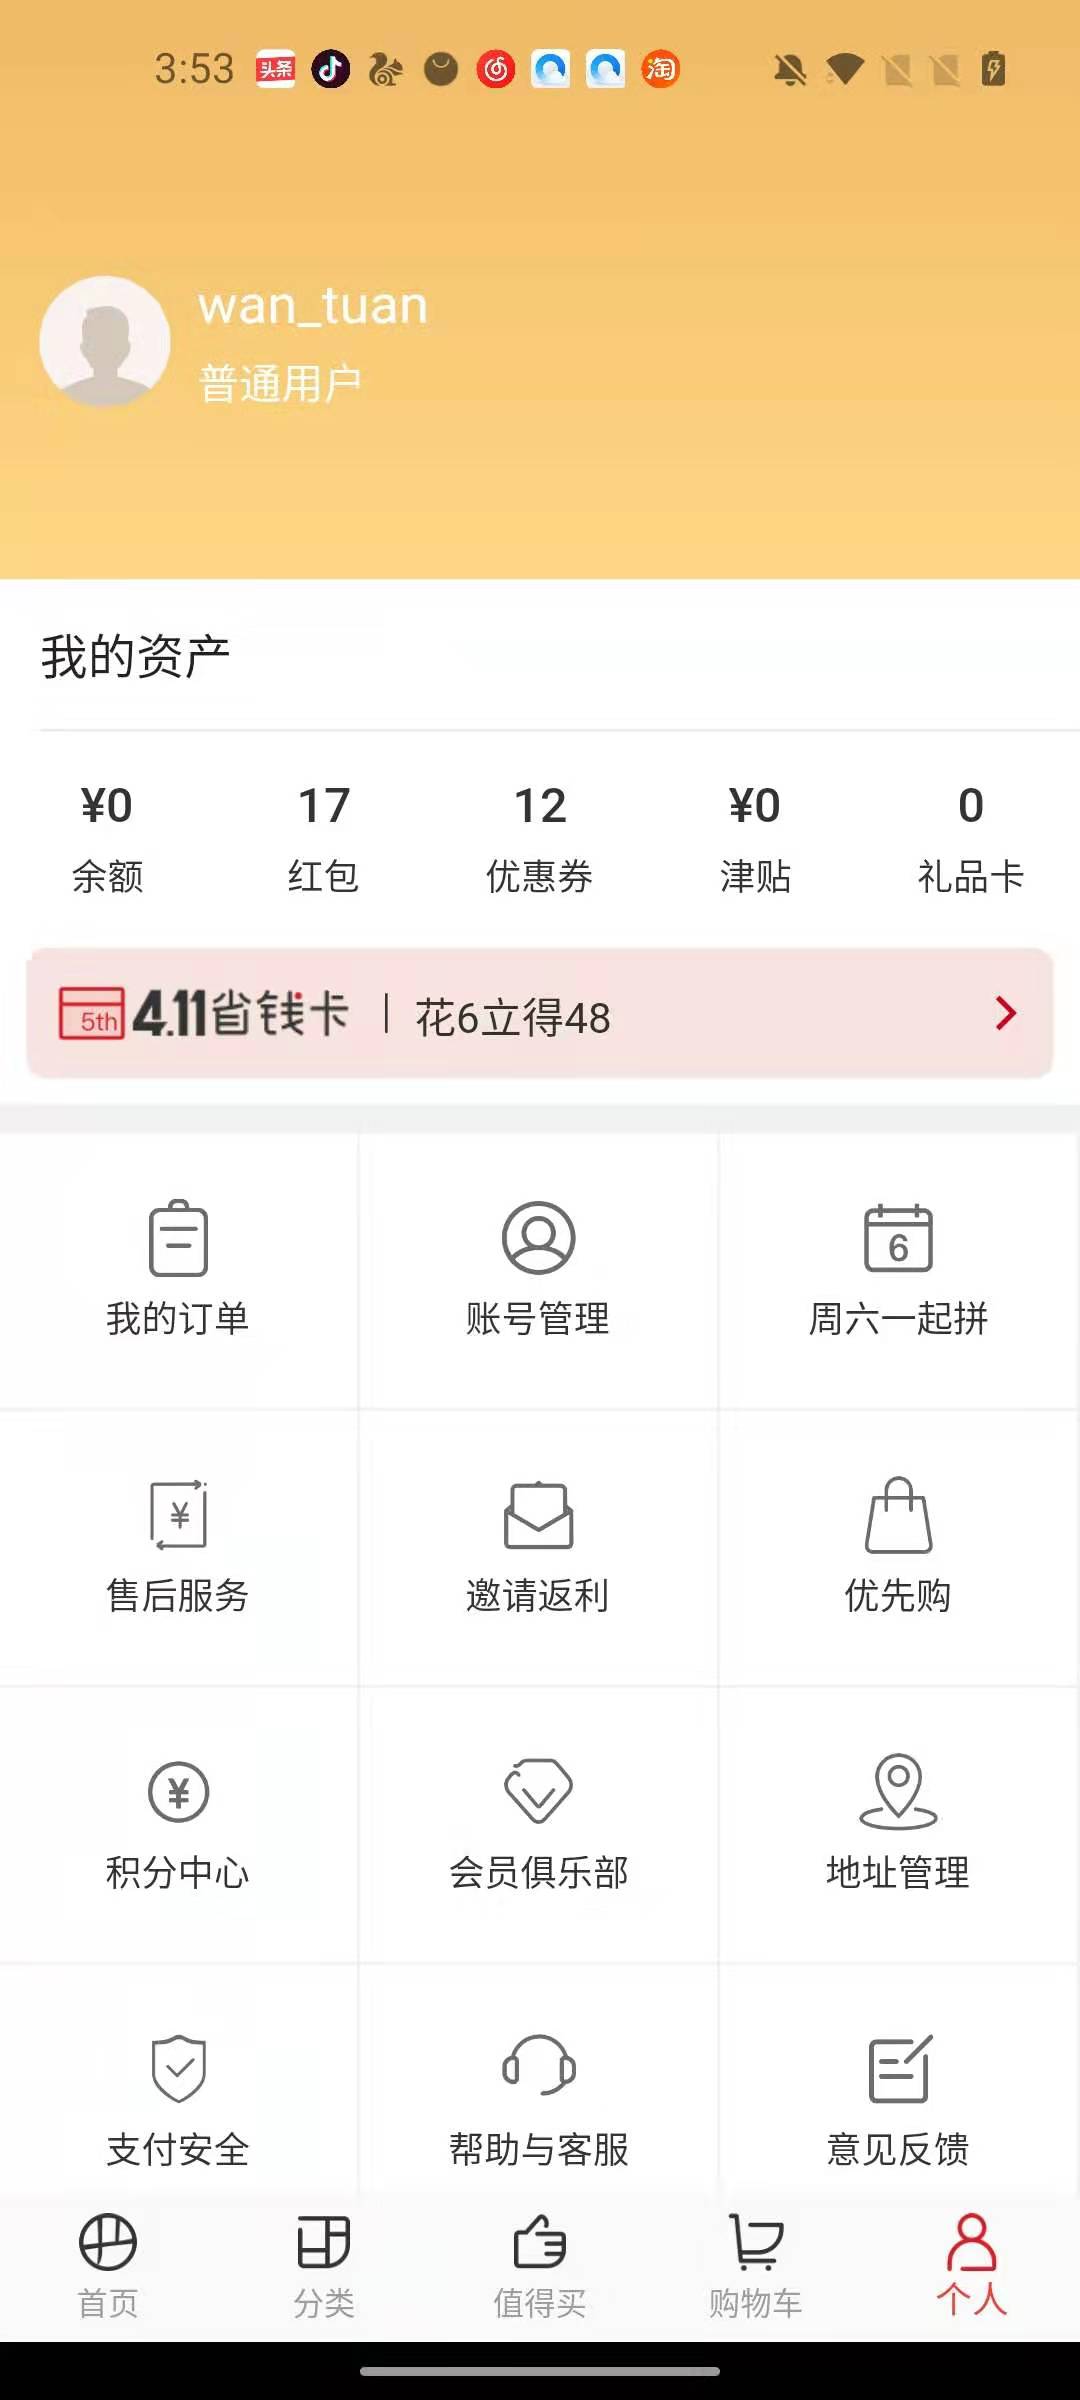 3:53 头条 淘
wan_tuan
普通用户
我的资产
¥0 17 12 ¥0 0
余额 红包 优惠券 津贴 礼品卡
5th 4.11省钱卡 | 花6立得48
6
我的订单 账号管理 周六一起拼
¥
售后服务 邀请返利 优先购
¥
积分中心 会员俱乐部 地址管理
支付安全 帮助与客服 意见反馈
首页 分类 值得买 购物车 个人